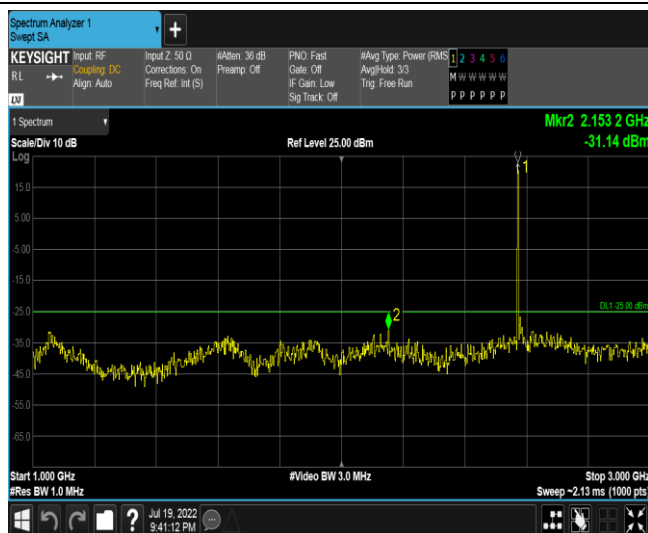 Spectrum Analyzer 1
Swept SA
+
KEYSIGHT
RL
Input: RF
Coupling: DC
Align: Auto
Input Z: 50 Ω
Corrections: On
Freq Ref: Int (S)
#Atten: 36 dB
Preamp: Off
PNO: Fast
Gate: Off
IF Gain: Low
Sig Track: Off
#Avg Type: Power (RMS
Avg|Hold: 3/3
Trig: Free Run
1 2 3 4 5 6
M W W W W W
P P P P P P
LXI
1 Spectrum
Scale/Div 10 dB
Ref Level 25.00 dBm
Mkr2 2.153 2 GHz
-31.14 dBm
Log
1
15.0
5.00
-5.00
-15.0
-25.0
DL1 -25.00 dBm
2
-35.0
-45.0
-55.0
-65.0
Start 1.000 GHz
#Video BW 3.0 MHz
Stop 3.000 GHz
#Res BW 1.0 MHz
Sweep ~2.13 ms (1000 pts)
?
Jul 19, 2022
9:41:12 PM